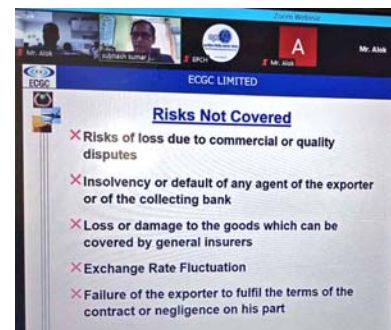 Zoom Webinar
Mr. Alok
subhash kumar j...
EPCH
A
Mr. Alok
Mr. Alok
ECGC
ECGC LIMITED
Risks Not Covered
Risks of loss due to commercial or quality
disputes
Insolvency or default of any agent of the exporter
or of the collecting bank
Loss or damage to the goods which can be
covered by general insurers
Exchange Rate Fluctuation
Failure of the exporter to fulfil the terms of the
contract or negligence on his part